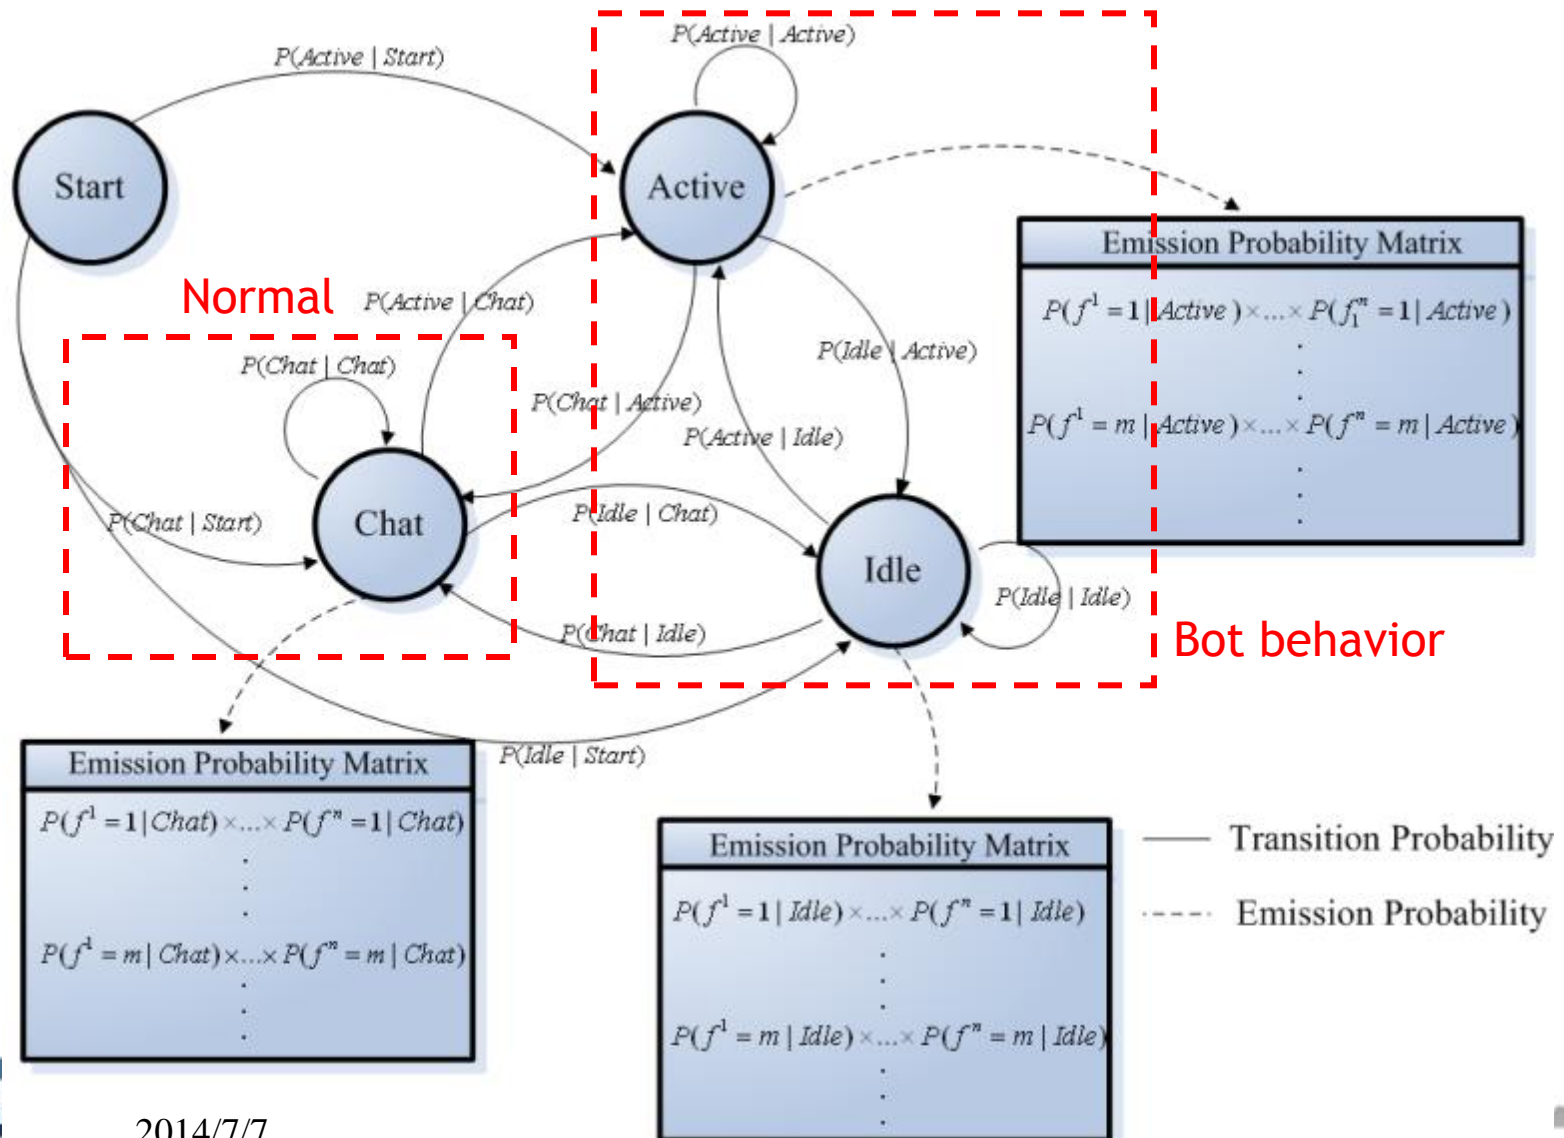 P(Active | Active)
P(Active | Start)
Start
Active
Emission Probability Matrix
P(f¹ = 1 | Active) ×...× P(f₁ⁿ = 1 | Active)
.
.
.
P(f¹ = m | Active) ×...× P(fⁿ = m | Active)
.
.
.
Normal
P(Active | Chat)
P(Idle | Active)
P(Chat | Chat)
P(Chat | Active)
P(Active | Idle)
P(Chat | Start)
Chat
P(Idle | Chat)
Idle
P(Idle | Idle)
P(Chat | Idle)
Bot behavior
P(Idle | Start)
Emission Probability Matrix
P(f¹ = 1 | Chat) ×...× P(fⁿ = 1 | Chat)
.
.
.
P(f¹ = m | Chat) ×...× P(fⁿ = m | Chat)
.
.
.
Emission Probability Matrix
P(f¹ = 1 | Idle) ×...× P(fⁿ = 1 | Idle)
.
.
.
P(f¹ = m | Idle) ×...× P(fⁿ = m | Idle)
.
.
.
Transition Probability
Emission Probability
2014/7/7